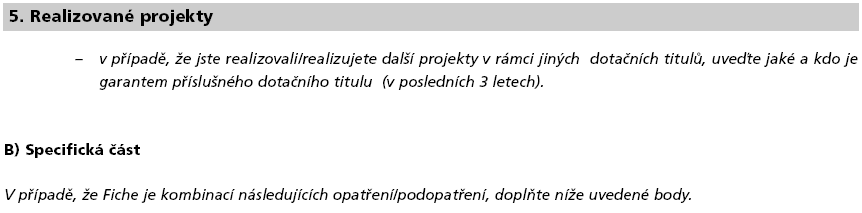 5. Realizované projekty
– v případě, že jste realizovali/realizujete další projekty v rámci jiných dotačních titulů, uveďte jaké a kdo je
garantem příslušného dotačního titulu (v posledních 3 letech).
B) Specifická část
V případě, že Fiche je kombinací následujících opatření/podopatření, doplňte níže uvedené body.